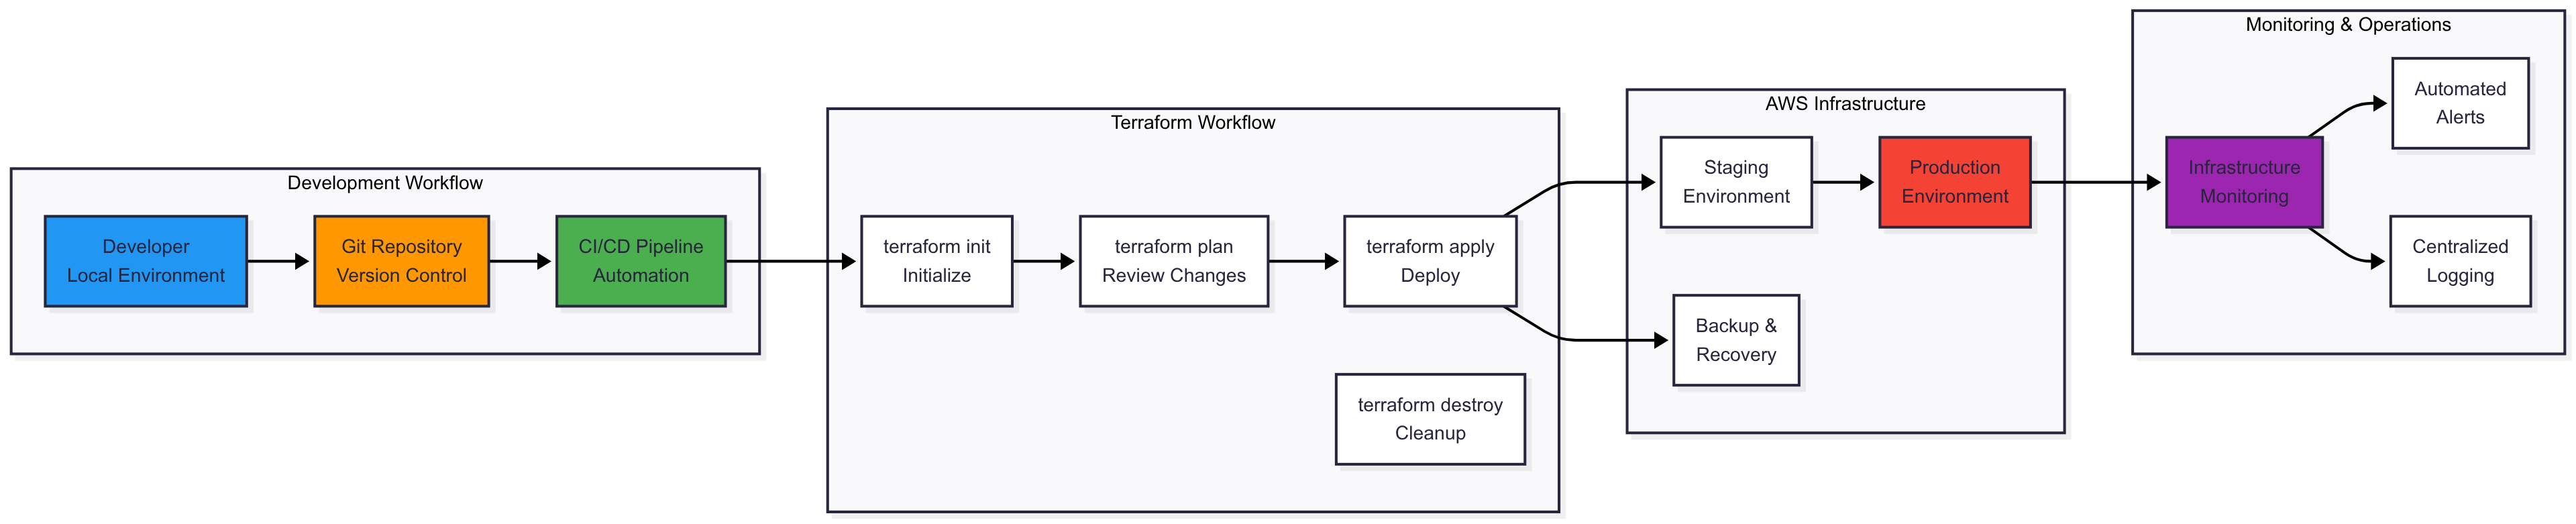 Development Workflow
Developer
Local Environment
Git Repository
Version Control
CI/CD Pipeline
Automation
Terraform Workflow
terraform init
Initialize
terraform plan
Review Changes
terraform apply
Deploy
terraform destroy
Cleanup
AWS Infrastructure
Staging
Environment
Production
Environment
Backup &
Recovery
Monitoring & Operations
Infrastructure
Monitoring
Automated
Alerts
Centralized
Logging